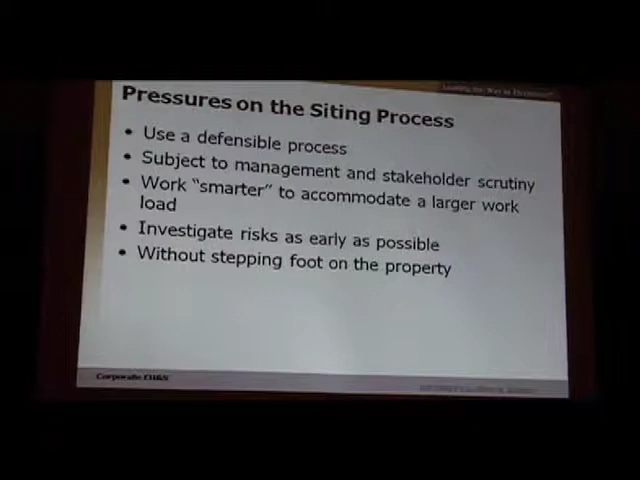 Pressures on the Siting Process
• Use a defensible process
• Subject to management and stakeholder scrutiny
• Work “smarter” to accommodate a larger work
load
• Investigate risks as early as possible
• Without stepping foot on the property
Corporate EH&S